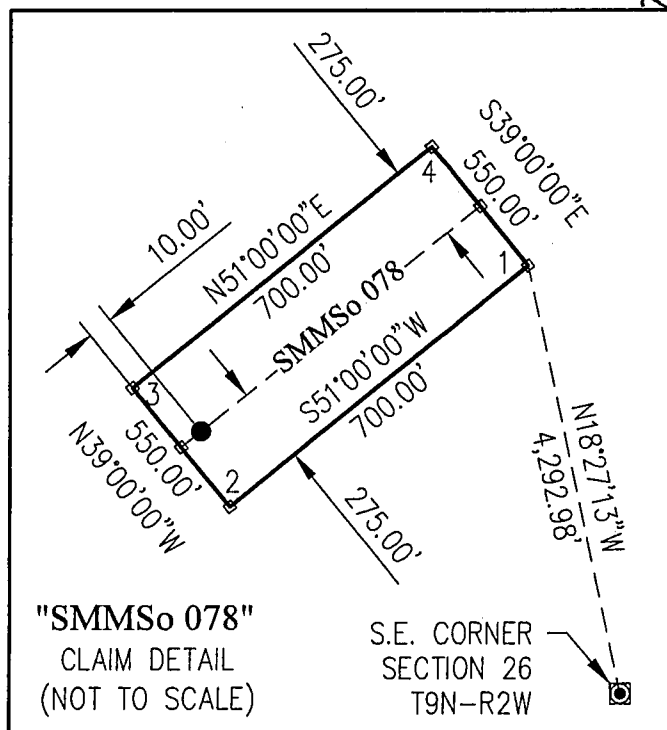 275.00'
S39°00'00"E
550.00'
4
10.00'
N51°00'00"E
700.00'
1
SMMSo 078
S51°00'00"W
700.00'
3
N39°00'00"W
550.00'
2
275.00'
N18°27'13"W
4,292.98'
"SMMSo 078"
CLAIM DETAIL
(NOT TO SCALE)
S.E. CORNER
SECTION 26
T9N-R2W